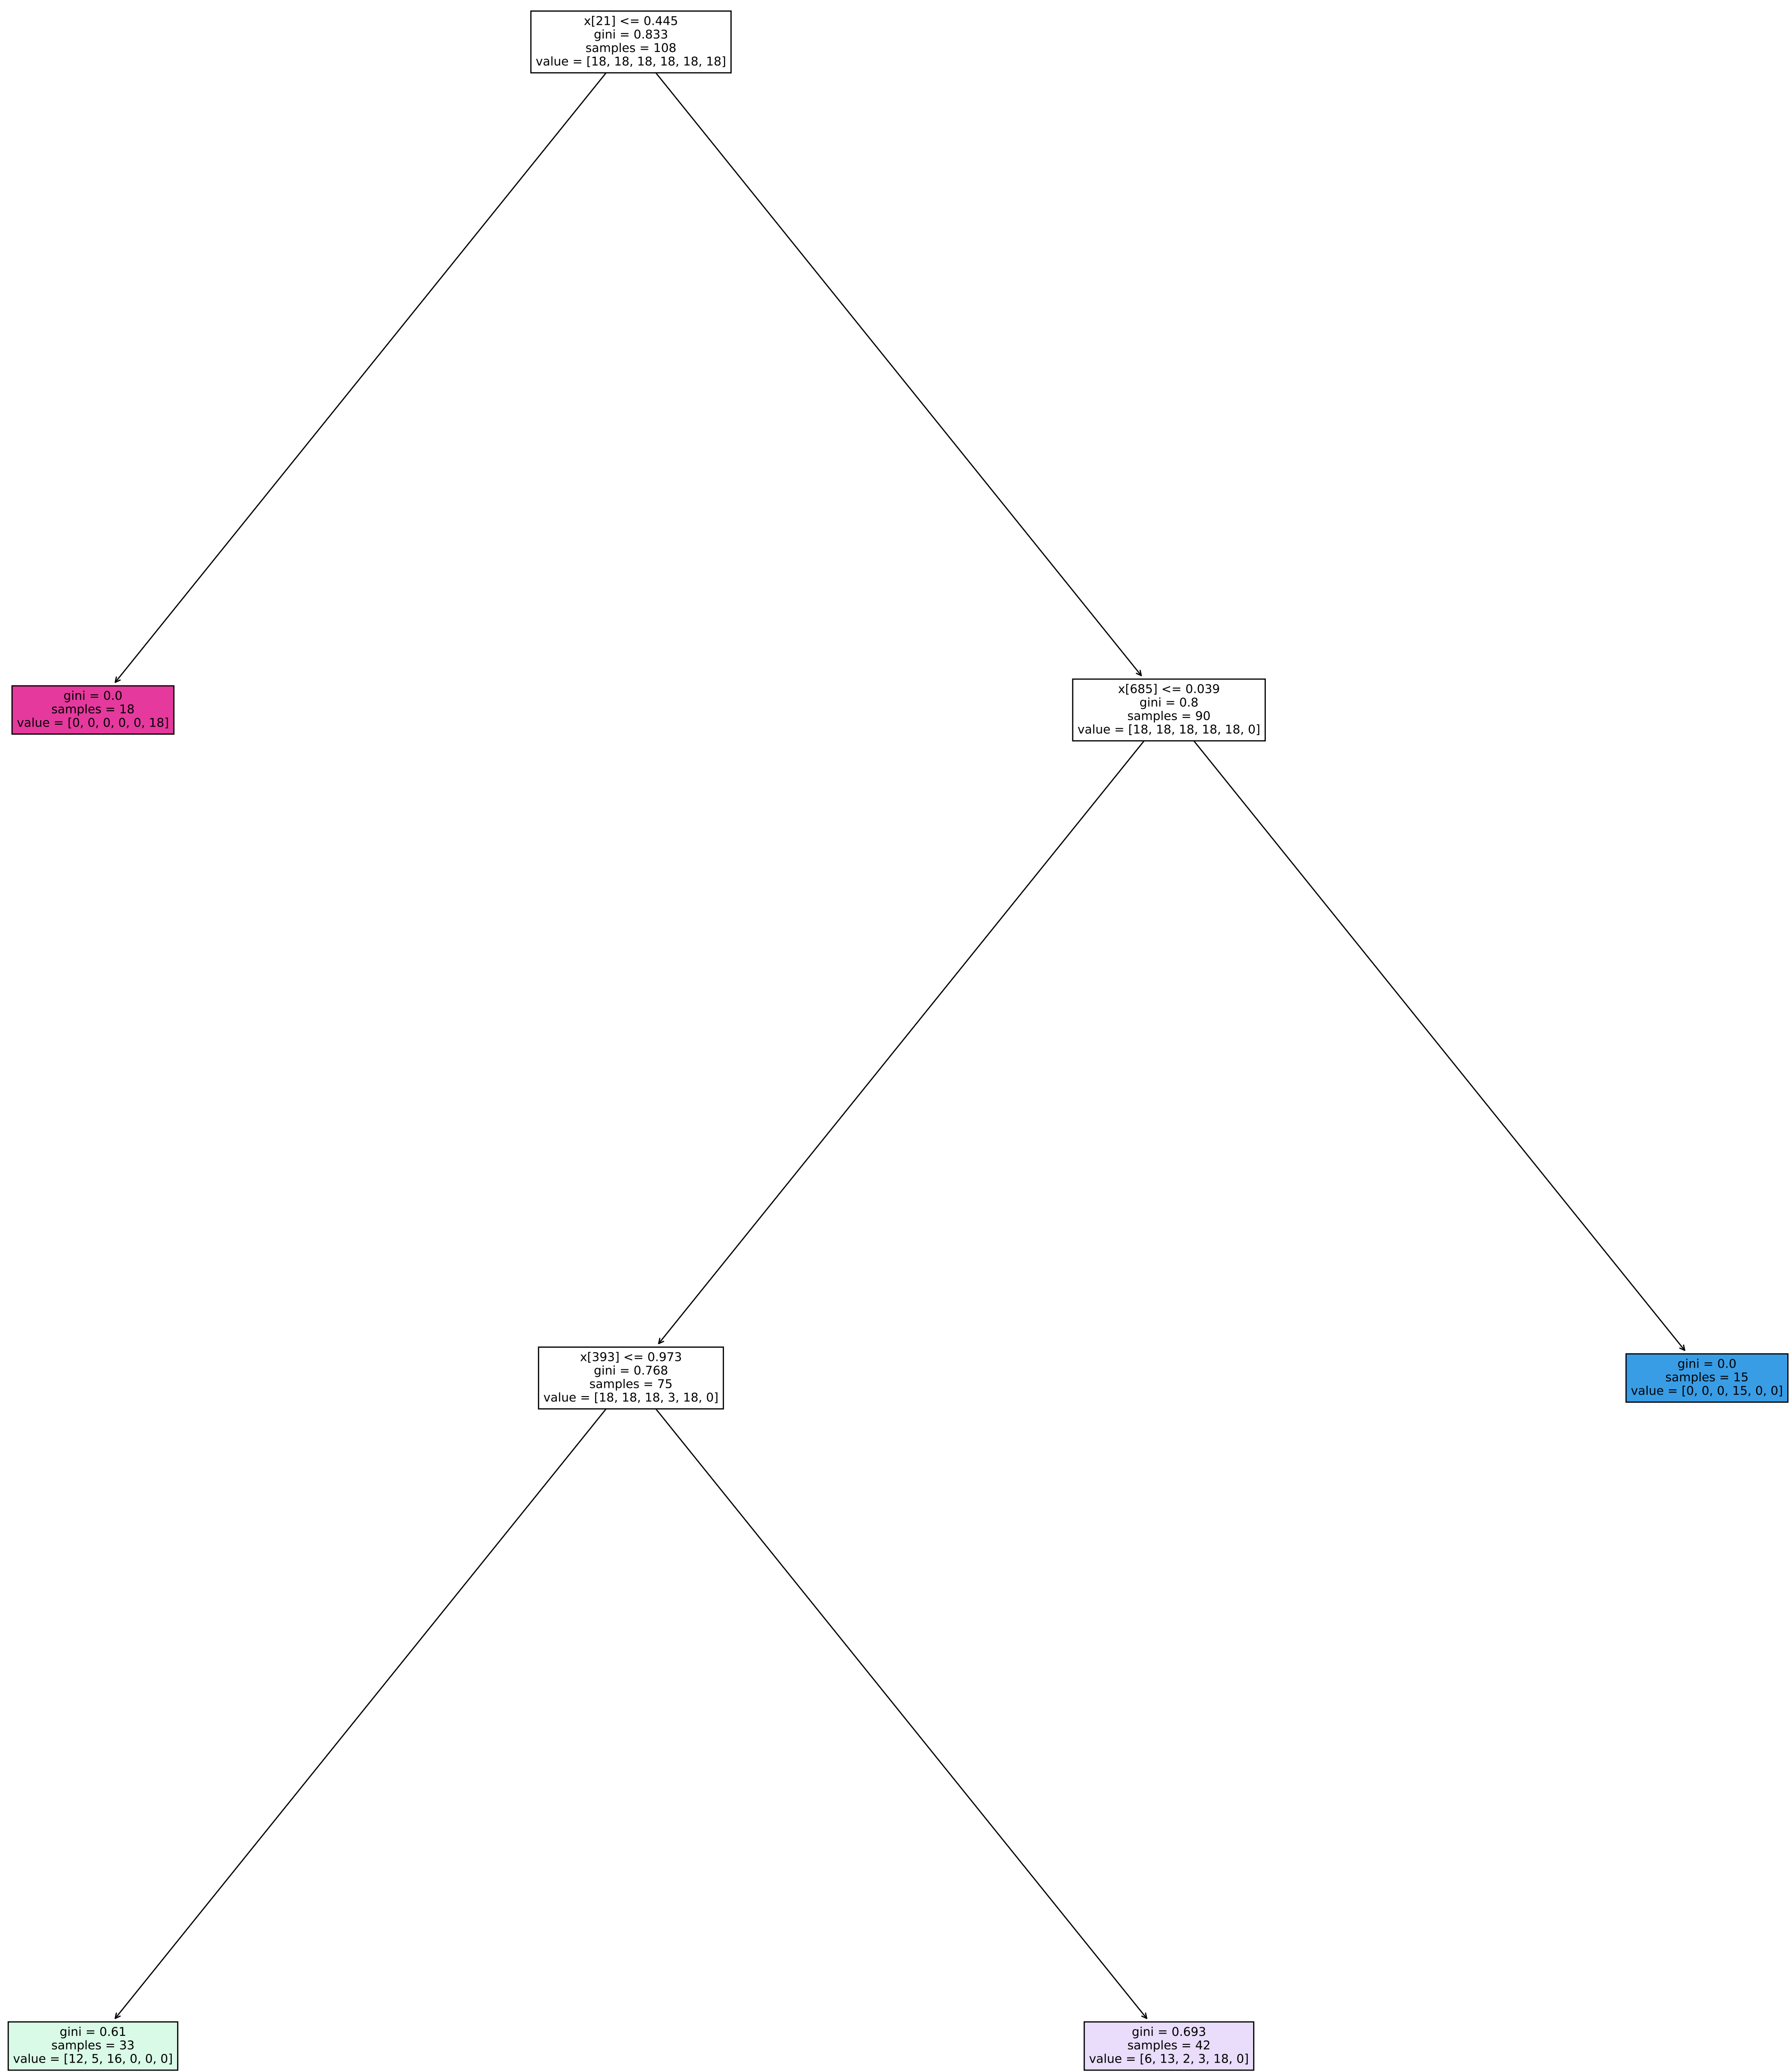 x[21] <= 0.445
gini = 0.833
samples = 108
value = [18, 18, 18, 18, 18, 18]
gini = 0.0
samples = 18
value = [0, 0, 0, 0, 0, 18]
x[685] <= 0.039
gini = 0.8
samples = 90
value = [18, 18, 18, 18, 18, 0]
x[393] <= 0.973
gini = 0.768
samples = 75
value = [18, 18, 18, 3, 18, 0]
gini = 0.0
samples = 15
value = [0, 0, 0, 15, 0, 0]
gini = 0.61
samples = 33
value = [12, 5, 16, 0, 0, 0]
gini = 0.693
samples = 42
value = [6, 13, 2, 3, 18, 0]